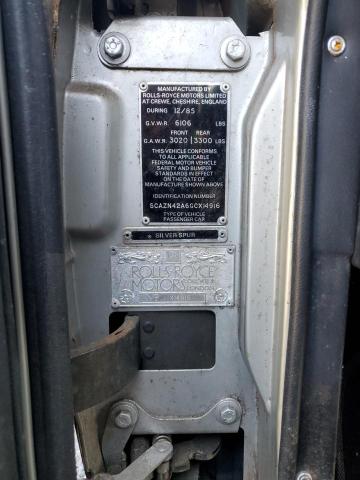 MANUFACTURED BY
ROLLS-ROYCE MOTORS LIMITED
AT CREWE, CHESHIRE, ENGLAND
DURING 12/85
G.V.W.R. 6106 LBS
FRONT REAR
G.A.W.R. 3020 3300 LBS
THIS VEHICLE CONFORMS
TO ALL APPLICABLE
FEDERAL MOTOR VEHICLE
SAFETY AND BUMPER
STANDARDS IN EFFECT
ON THE DATE OF
MANUFACTURE SHOWN ABOVE
IDENTIFICATION NUMBER
SCAZN42A6GCX14916
TYPE OF VEHICLE
PASSENGER CAR
SILVER SPUR
ROLLS-ROYCE
MOTORS CREWE &
LONDON